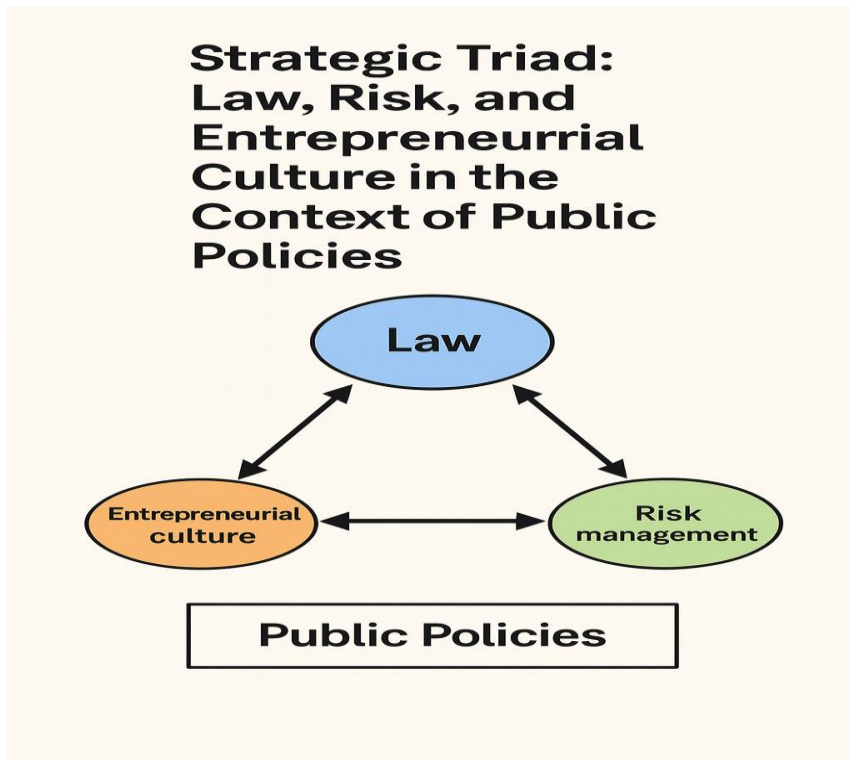 Strategic Triad:
Law, Risk, and
Entrepreneurrial
Culture in the
Context of Public
Policies
Law
Entrepreneurial
culture
Risk
management
Public Policies